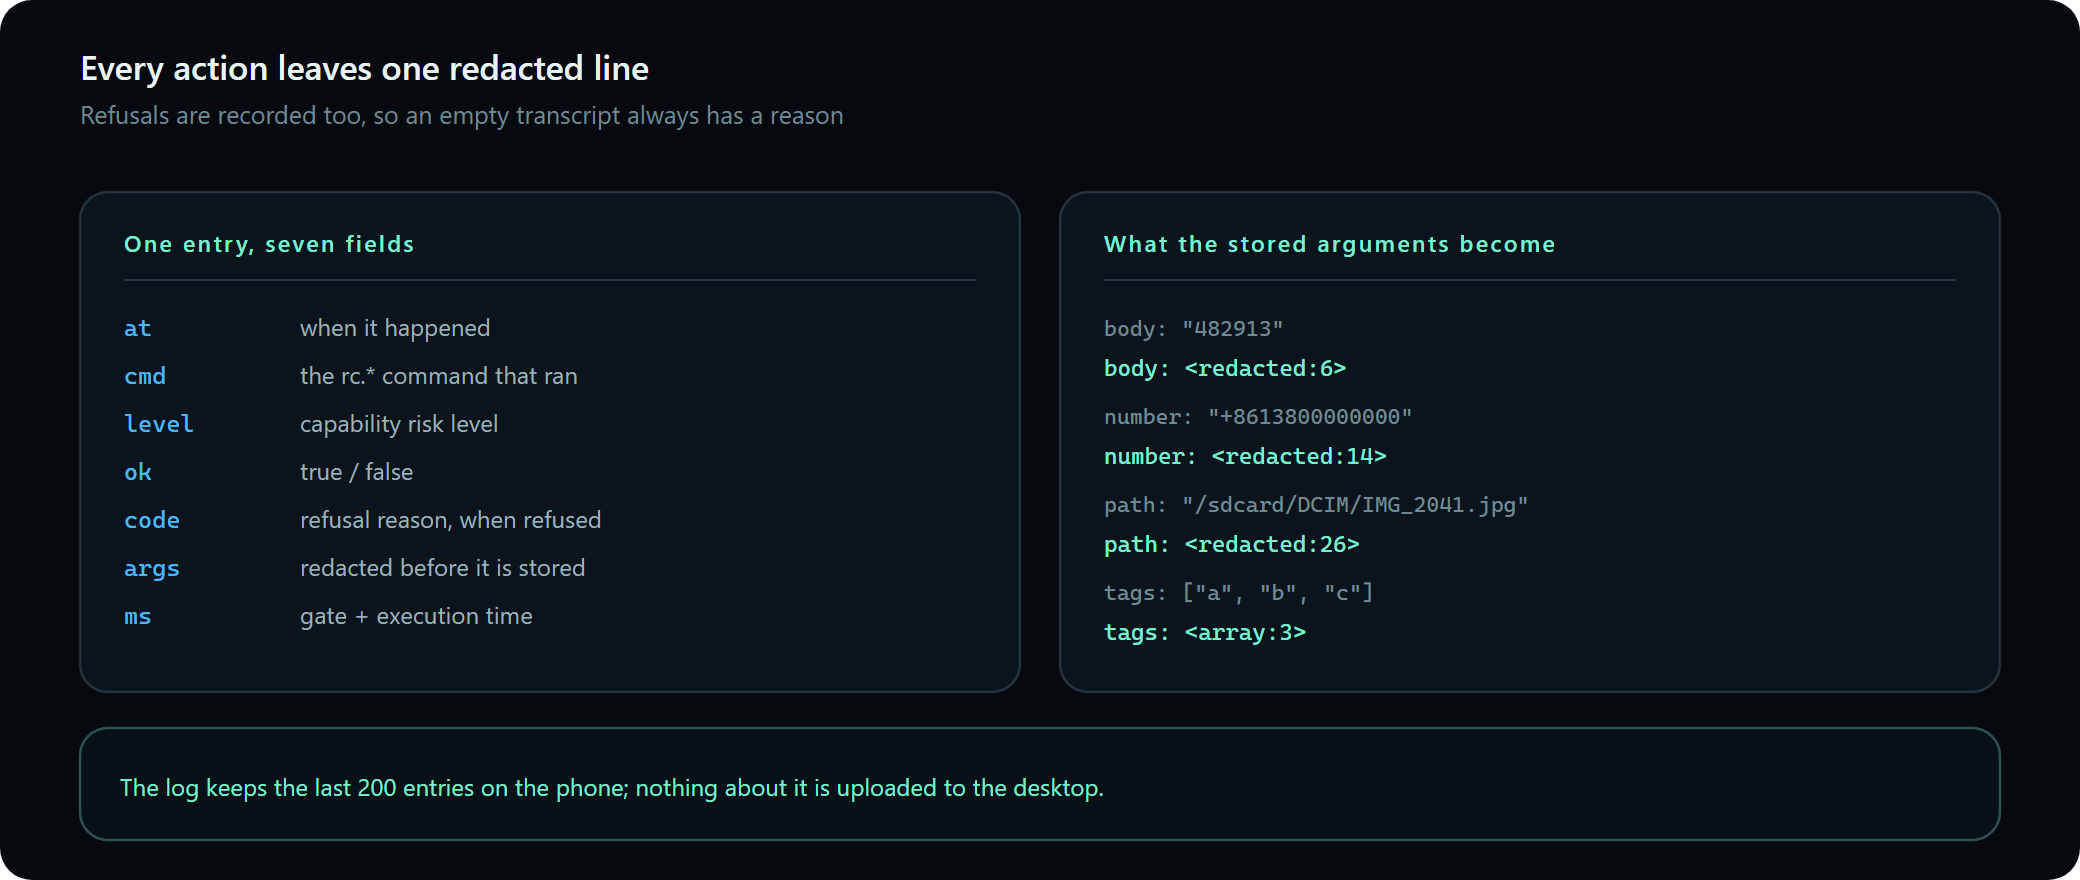 Every action leaves one redacted line
Refusals are recorded too, so an empty transcript always has a reason
One entry, seven fields
at when it happened
cmd the rc.* command that ran
level capability risk level
ok true / false
code refusal reason, when refused
args redacted before it is stored
ms gate + execution time
What the stored arguments become
body: "482913"
body: <redacted:6>
number: "+8613800000000"
number: <redacted:14>
path: "/sdcard/DCIM/IMG_2041.jpg"
path: <redacted:26>
tags: ["a", "b", "c"]
tags: <array:3>
The log keeps the last 200 entries on the phone; nothing about it is uploaded to the desktop.